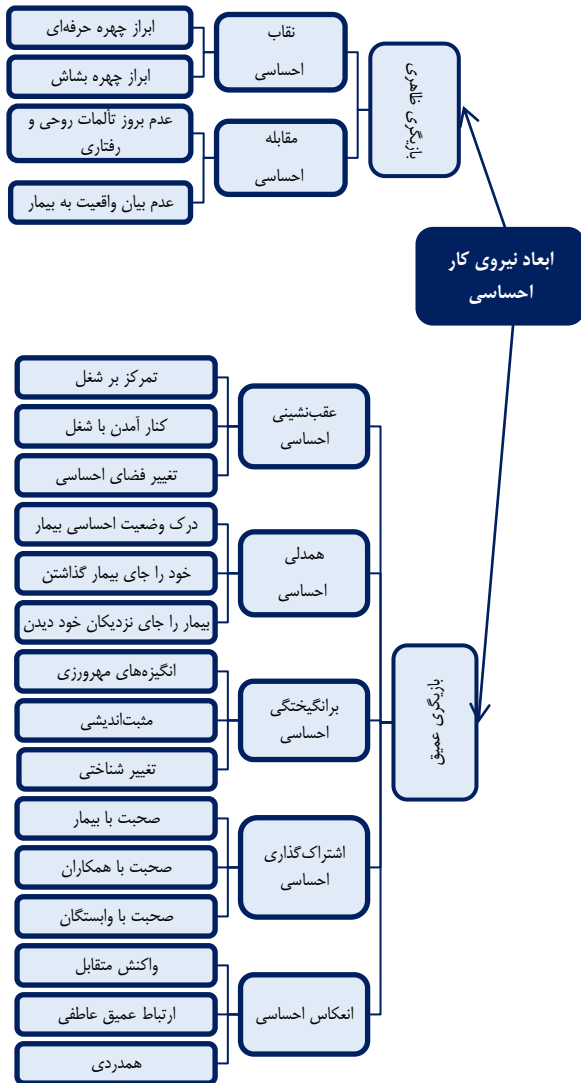 ابعاد نیروی کار
احساسی
بازیگری ظاهری
نقاب
احساسی
ابراز چهره حرفه‌ای
ابراز چهره بشاش
مقابله
احساسی
عدم بروز تألمات روحی و
رفتاری
عدم بیان واقعیت به بیمار
بازیگری عمیق
عقب‌نشینی
احساسی
تمرکز بر شغل
کنار آمدن با شغل
تغییر فضای احساسی
همدلی
احساسی
درک وضعیت احساسی بیمار
خود را جای بیمار گذاشتن
بیمار را جای نزدیکان خود دیدن
برانگیختگی
احساسی
انگیزه‌های مهرورزی
مثبت‌اندیشی
تغییر شناختی
اشتراک‌گذاری
احساسی
صحبت با بیمار
صحبت با همکاران
صحبت با وابستگان
انعکاس احساسی
واکنش متقابل
ارتباط عمیق عاطفی
همدردی